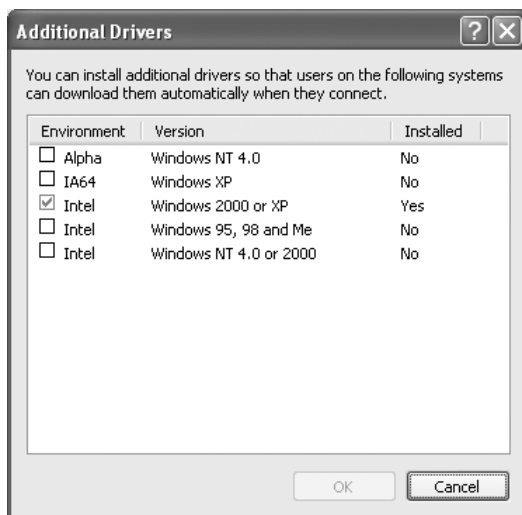 Additional Drivers
You can install additional drivers so that users on the following systems
can download them automatically when they connect.
Environment Version Installed
Alpha Windows NT 4.0 No
IA64 Windows XP No
Intel Windows 2000 or XP Yes
Intel Windows 95, 98 and Me No
Intel Windows NT 4.0 or 2000 No
OK Cancel